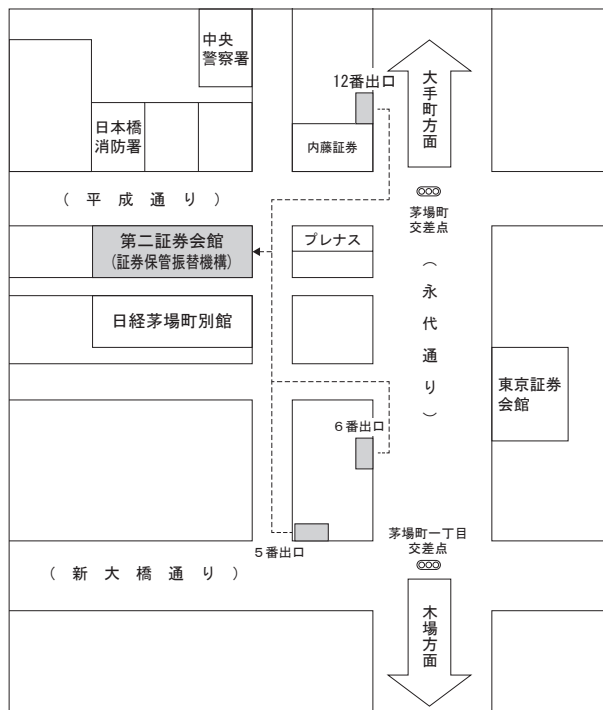 中央
警察署
日本橋
消防署
12番出口
内藤証券
大手町方面
(平成通り)
茅場町
交差点
第二証券会館
(証券保管振替機構)
プレナス
(永代通り)
日経茅場町別館
東京証券
会館
6番出口
5番出口
茅場町一丁目
交差点
(新大橋通り)
木場方面